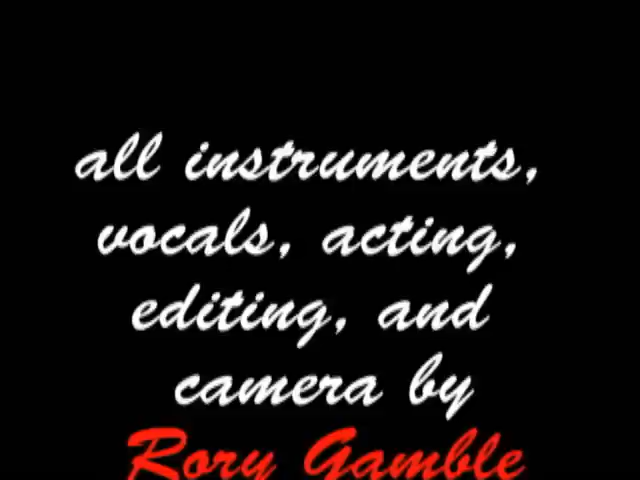 all instruments,
vocals, acting,
editing, and
camera by
Rory Gamble